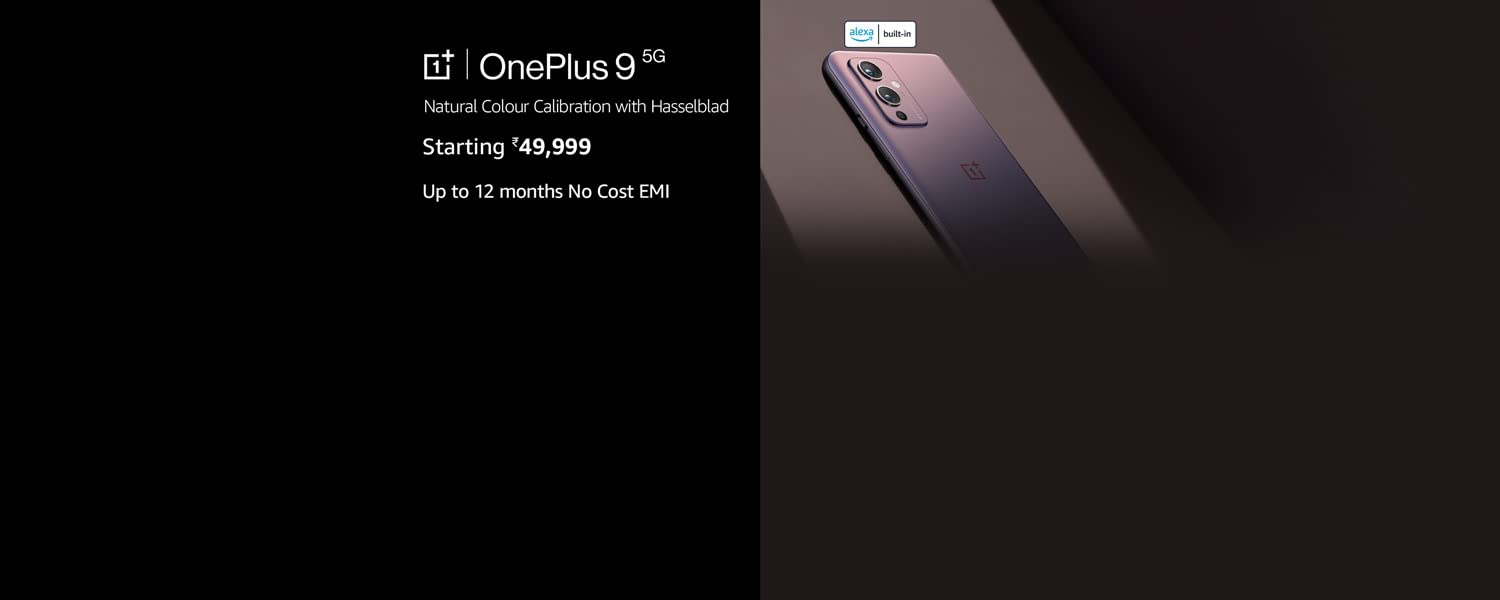 OnePlus 9 5G
Natural Colour Calibration with Hasselblad
Starting ₹49,999
Up to 12 months No Cost EMI
alexa | built-in